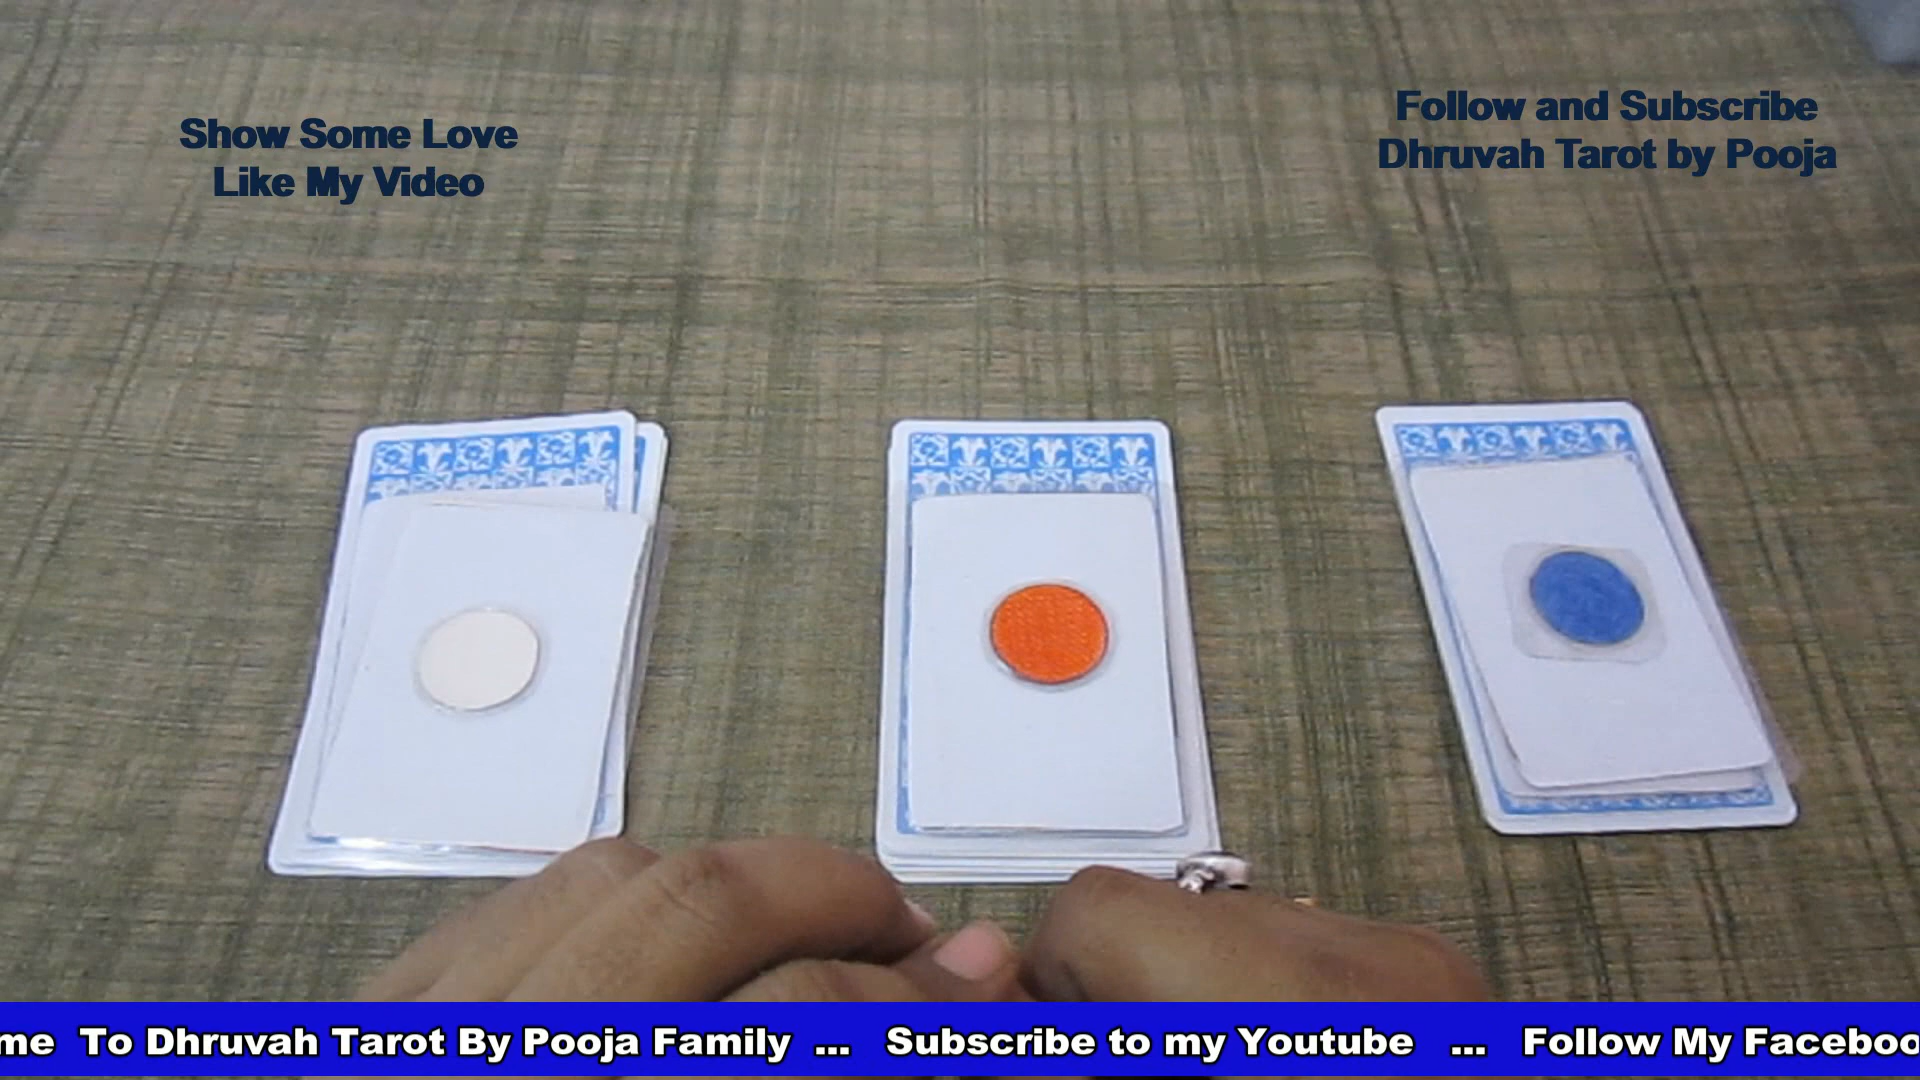 Show Some Love
Like My Video
Follow and Subscribe
Dhruvah Tarot by Pooja
me To Dhruvah Tarot By Pooja Family ... Subscribe to my Youtube ... Follow My Faceboo